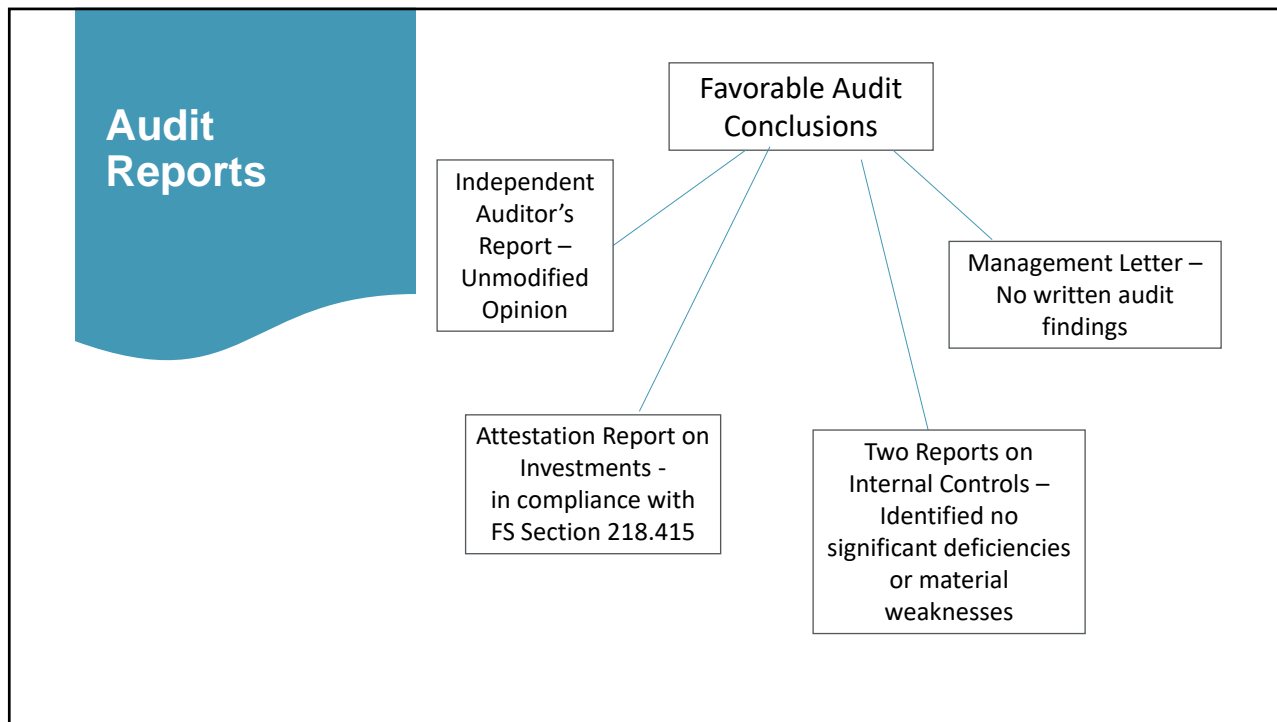 Audit
Reports
Favorable Audit
Conclusions
Independent
Auditor’s
Report –
Unmodified
Opinion
Management Letter –
No written audit
findings
Attestation Report on
Investments -
in compliance with
FS Section 218.415
Two Reports on
Internal Controls –
Identified no
significant deficiencies
or material
weaknesses